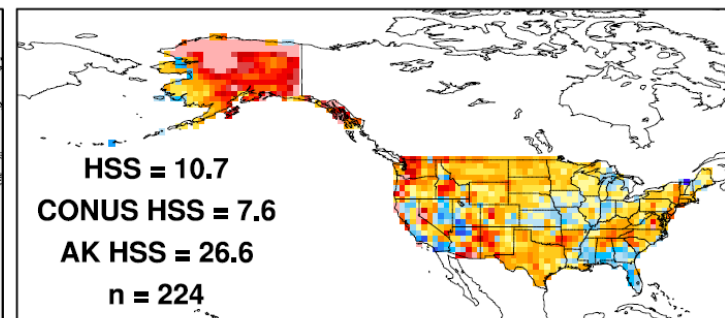 HSS = 10.7
CONUS HSS = 7.6
AK HSS = 26.6
n = 224